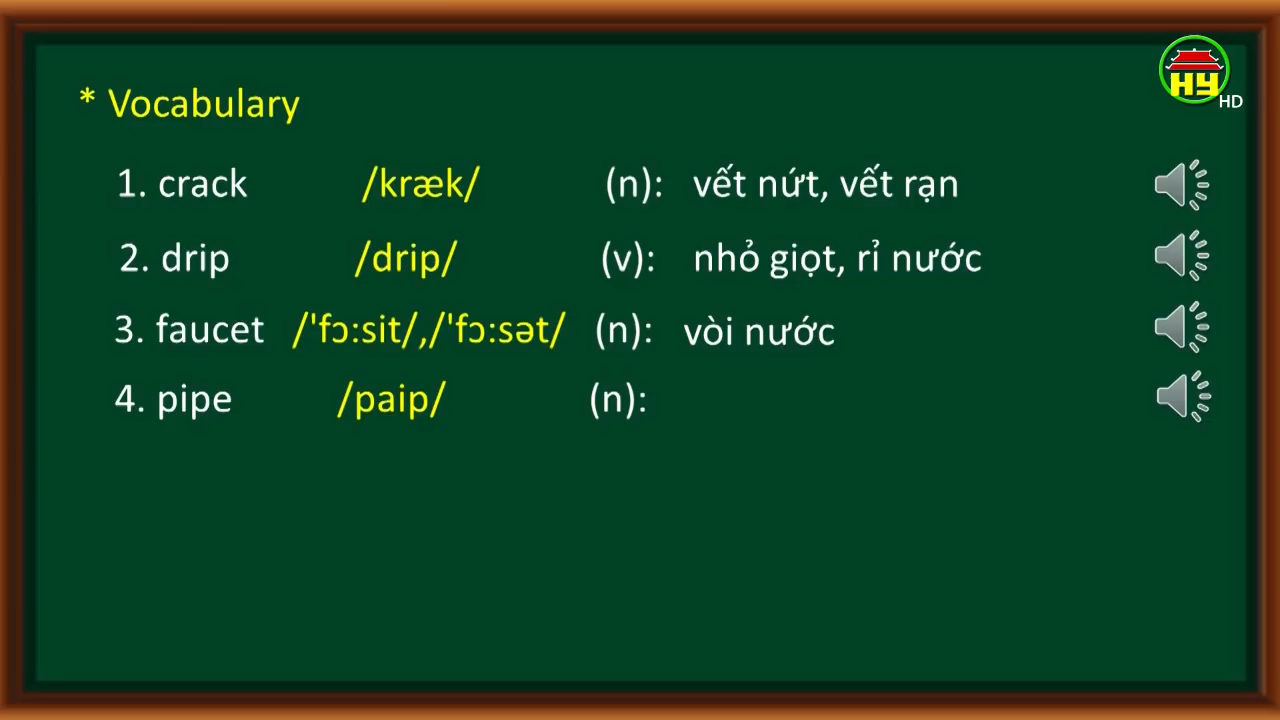 HY
HD
* Vocabulary
1. crack /kræk/ (n): vết nứt, vết rạn
2. drip /drip/ (v): nhỏ giọt, rỉ nước
3. faucet /'fɔ:sit/,/'fɔ:sət/ (n): vòi nước
4. pipe /paip/ (n):